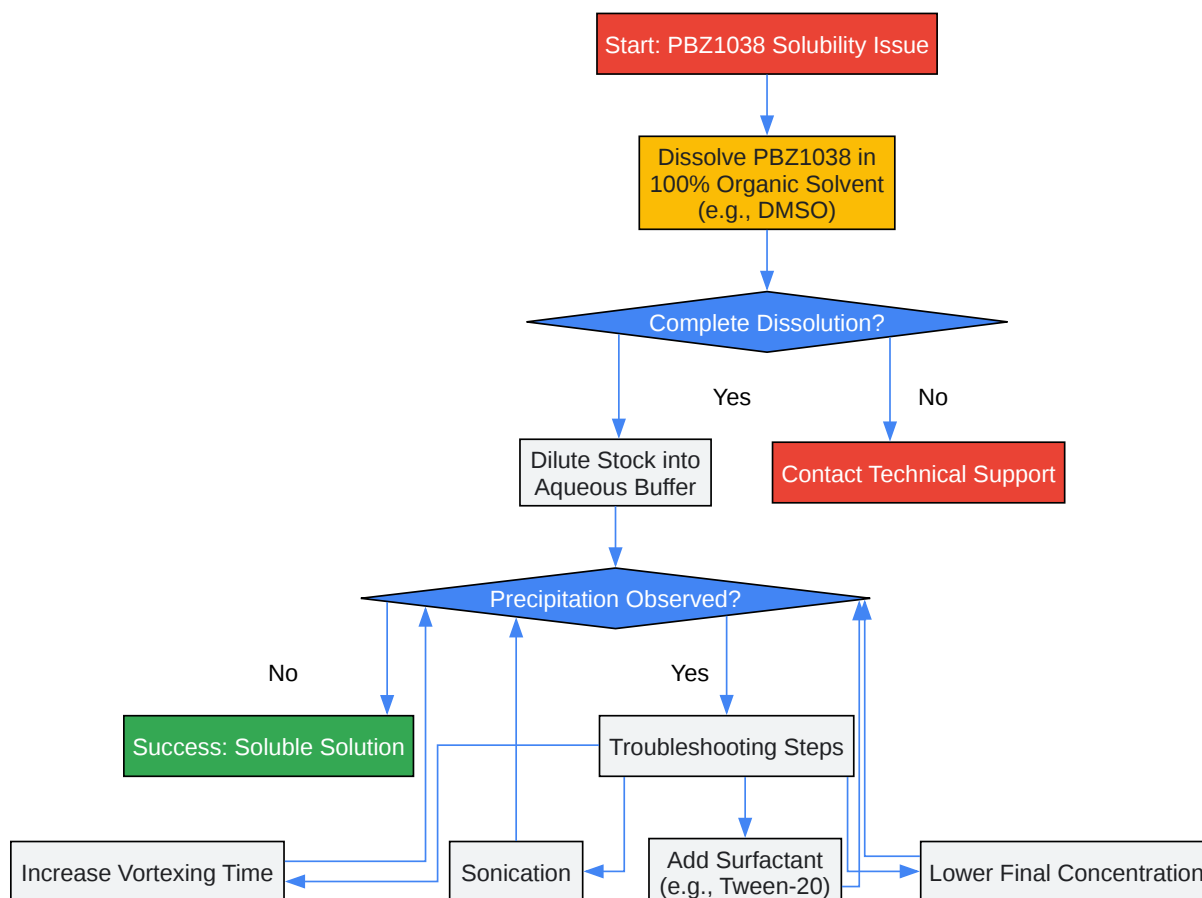 Start: PBZ1038 Solubility Issue
Dissolve PBZ1038 in
100% Organic Solvent
(e.g., DMSO)
Complete Dissolution?
Yes
No
Dilute Stock into
Aqueous Buffer
Contact Technical Support
Precipitation Observed?
No
Yes
Success: Soluble Solution
Troubleshooting Steps
Increase Vortexing Time
Sonication
Add Surfactant
(e.g., Tween-20)
Lower Final Concentration